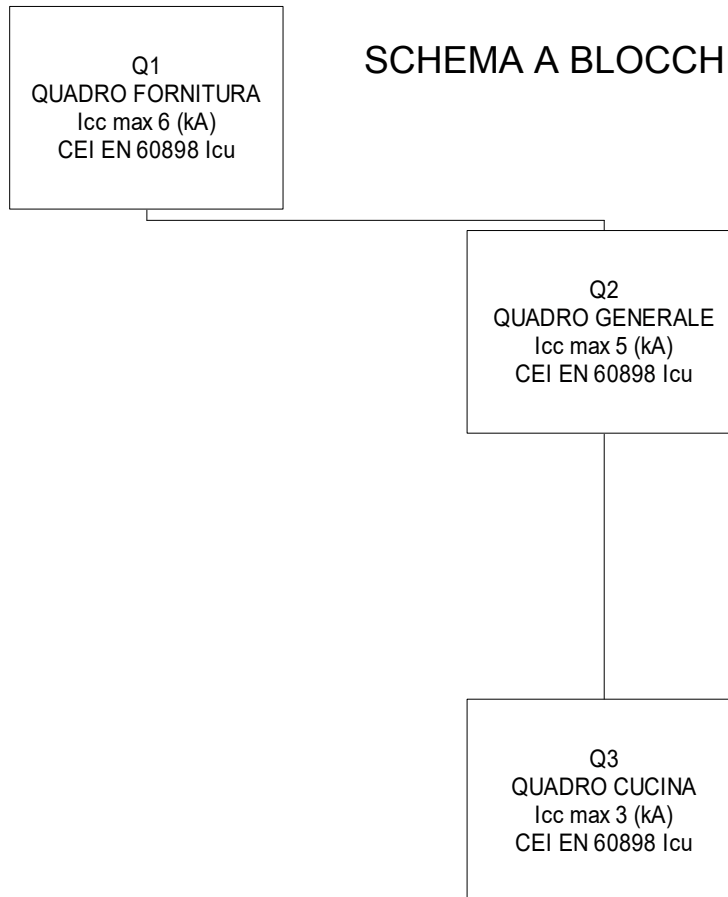 Q1
QUADRO FORNITURA
Icc max 6 (kA)
CEI EN 60898 Icu
SCHEMA A BLOCCH
Q2
QUADRO GENERALE
Icc max 5 (kA)
CEI EN 60898 Icu
Q3
QUADRO CUCINA
Icc max 3 (kA)
CEI EN 60898 Icu